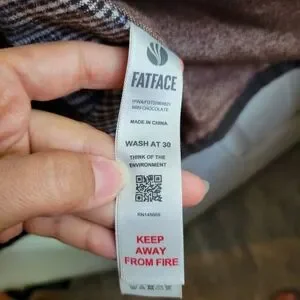 FATFACE
MADE IN CHINA
WASH AT 30
THINK OF THE
ENVIRONMENT
KEEP
AWAY
FROM FIRE